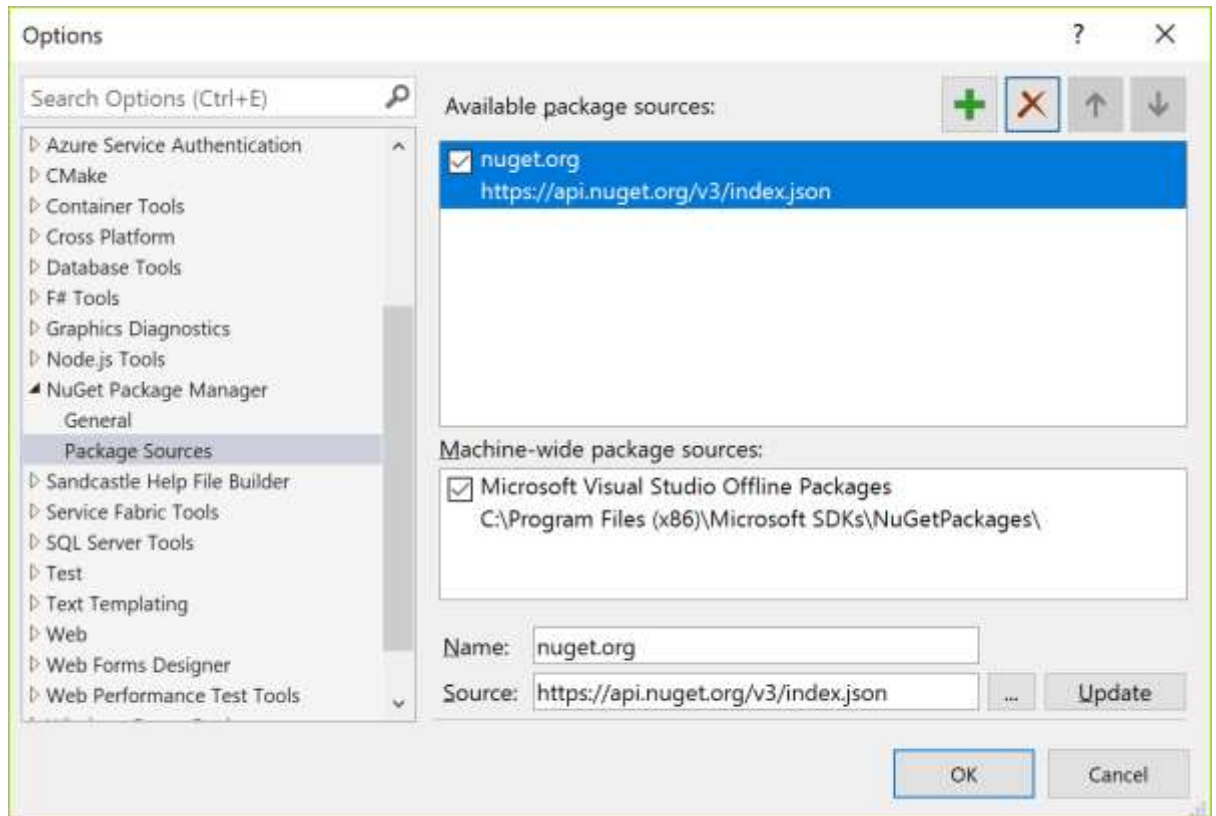 Options
?
Search Options (Ctrl+E)
Azure Service Authentication
CMake
Container Tools
Cross Platform
Database Tools
F# Tools
Graphics Diagnostics
Node.js Tools
NuGet Package Manager
General
Package Sources
Sandcastle Help File Builder
Service Fabric Tools
SQL Server Tools
Test
Text Templating
Web
Web Forms Designer
Web Performance Test Tools
Available package sources:
nuget.org
https://api.nuget.org/v3/index.json
Machine-wide package sources:
Microsoft Visual Studio Offline Packages
C:\Program Files (x86)\Microsoft SDKs\NuGetPackages\
Name: nuget.org
Source: https://api.nuget.org/v3/index.json ... Update
OK Cancel